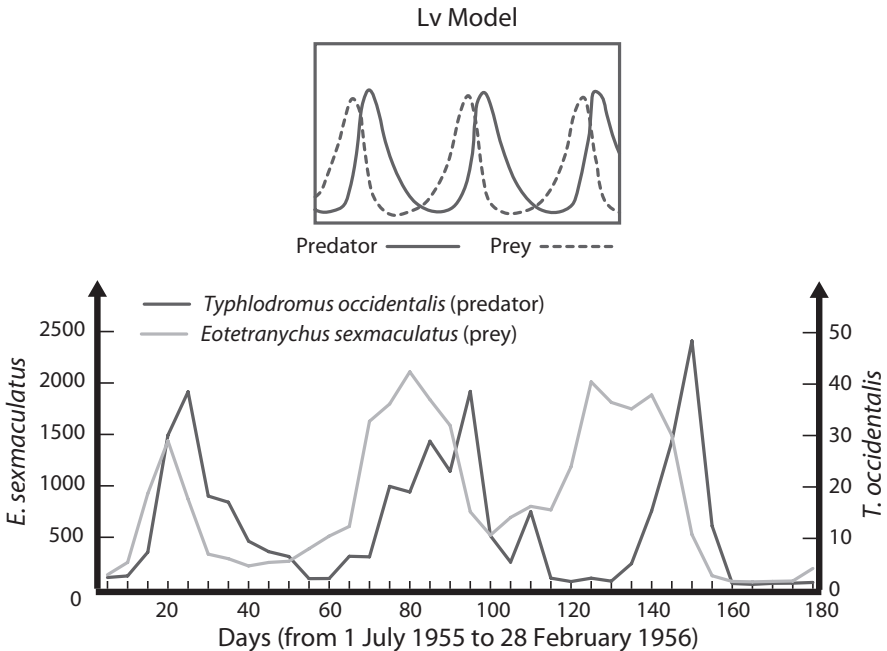 Lv Model
Predator Prey
Typhlodromus occidentalis (predator)
Eotetranychus sexmaculatus (prey)
E. sexmaculatus
2500
2000
1500
1000
500
0
T. occidentalis
50
40
30
20
10
0
20 40 60 80 100 120 140 160 180
Days (from 1 July 1955 to 28 February 1956)